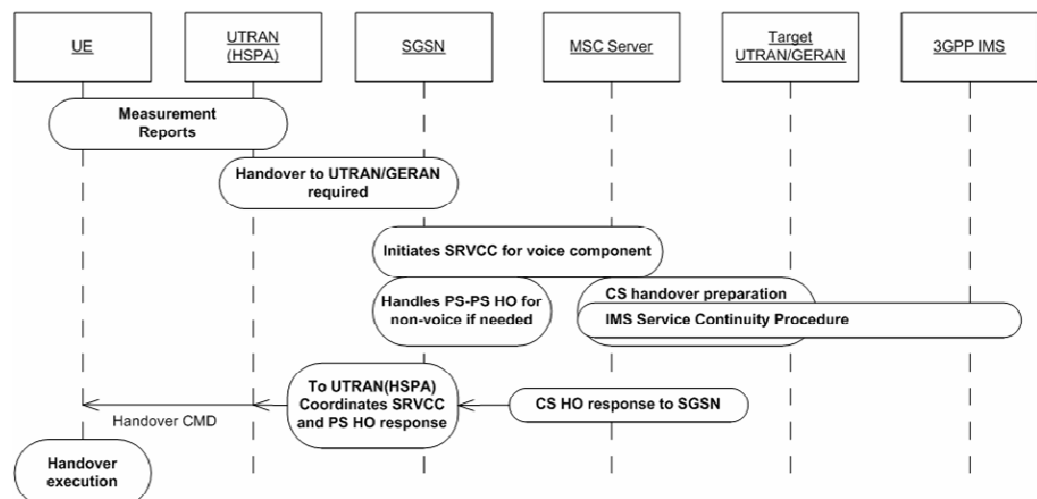 UE
UTRAN
(HSPA)
SGSN
MSC Server
Target
UTRAN/GERAN
3GPP IMS
Measurement
Reports
Handover to UTRAN/GERAN
required
Initiates SRVCC for voice component
Handles PS-PS HO for
non-voice if needed
CS handover preparation
IMS Service Continuity Procedure
To UTRAN(HSPA)
Coordinates SRVCC
and PS HO response
CS HO response to SGSN
Handover CMD
Handover
execution